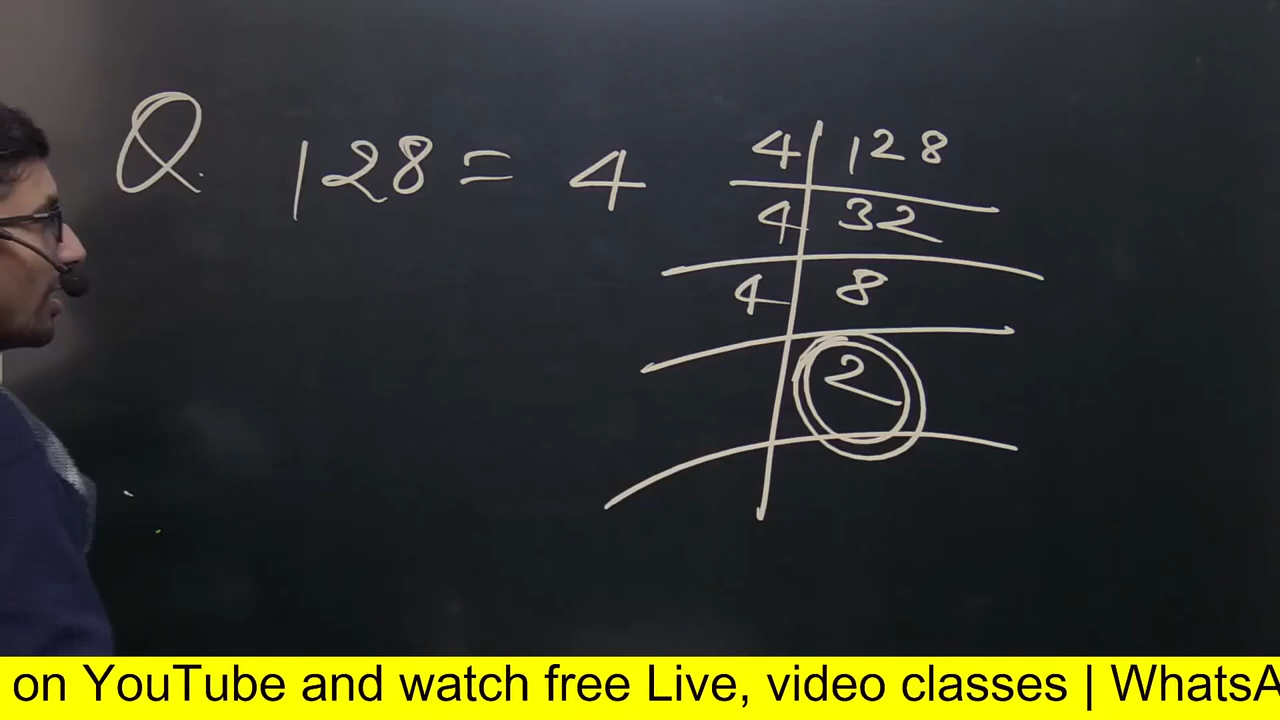 Q. 128 = 4
4 | 128
4 | 32
4 | 8
2
on YouTube and watch free Live, video classes | WhatsA